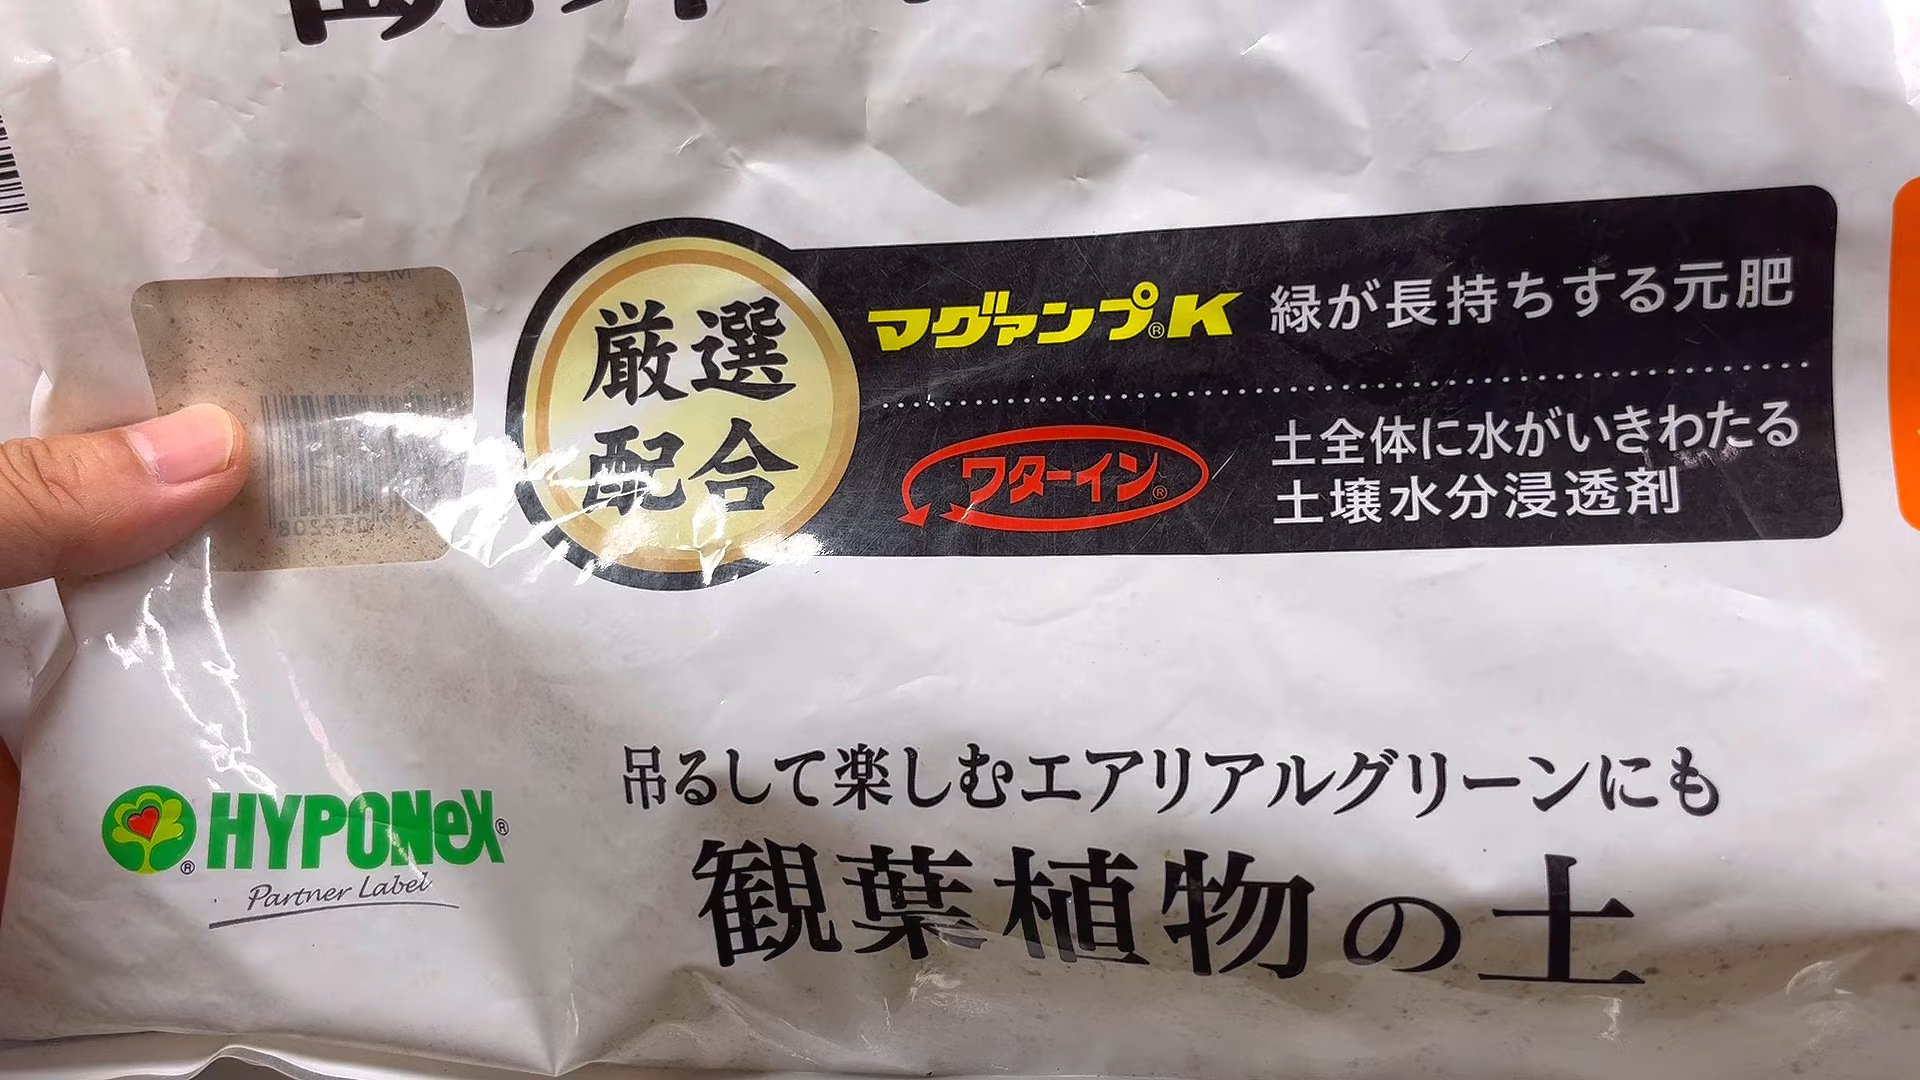 厳選
配合
マグァンプ®K 緑が長持ちする元肥
ワターイン® 土全体に水がいきわたる
土壌水分浸透剤
吊るして楽しむエアリアルグリーンにも
観葉植物の土
HYPONeX®
Partner Label